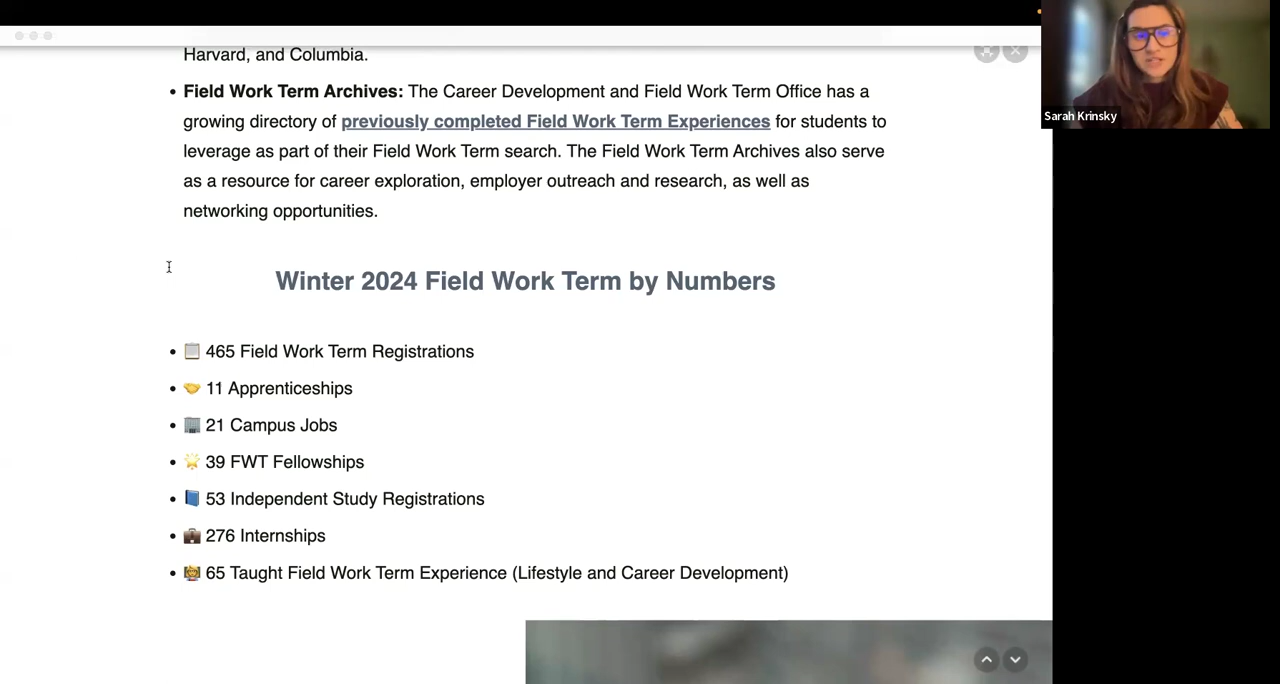 Harvard, and Columbia.
• Field Work Term Archives: The Career Development and Field Work Term Office has a
growing directory of previously completed Field Work Term Experiences for students to
leverage as part of their Field Work Term search. The Field Work Term Archives also serve
as a resource for career exploration, employer outreach and research, as well as
networking opportunities.
Winter 2024 Field Work Term by Numbers
• 📋 465 Field Work Term Registrations
• 🤝 11 Apprenticeships
• 🏢 21 Campus Jobs
• 🌟 39 FWT Fellowships
• 📘 53 Independent Study Registrations
• 💼 276 Internships
• 👩‍🏫 65 Taught Field Work Term Experience (Lifestyle and Career Development)
Sarah Krinsky